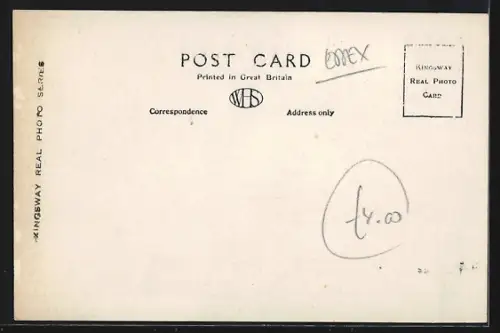 POST CARD
Printed in Great Britain
WHS
Correspondence
Address only
ESSEX
KINGSWAY
REAL PHOTO
CARD
KINGSWAY REAL PHOTO SERIES
£4.00